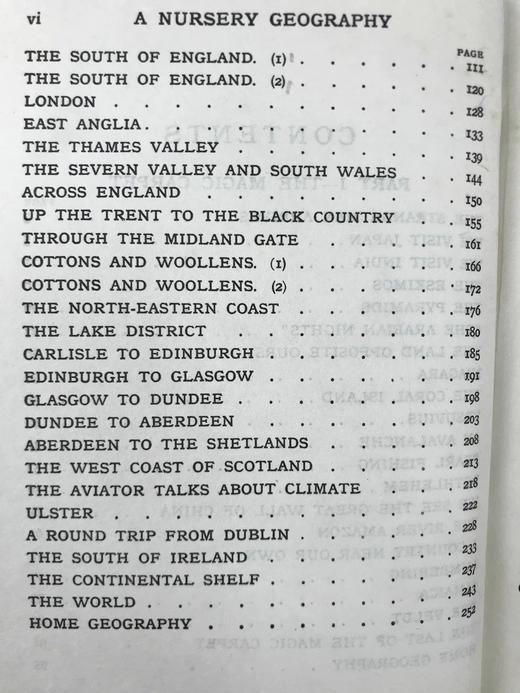 vi A NURSERY GEOGRAPHY
PAGE
THE SOUTH OF ENGLAND. (1) . . . . . . 111
THE SOUTH OF ENGLAND. (2) . . . . . . 120
LONDON . . . . . . . . . . . 128
EAST ANGLIA . . . . . . . . . . 133
THE THAMES VALLEY . . . . . . . 139
THE SEVERN VALLEY AND SOUTH WALES . . . 144
ACROSS ENGLAND . . . . . . . . 150
UP THE TRENT TO THE BLACK COUNTRY . . . 155
THROUGH THE MIDLAND GATE . . . . . 161
COTTONS AND WOOLLENS. (1) . . . . . 166
COTTONS AND WOOLLENS. (2) . . . . . 172
THE NORTH-EASTERN COAST . . . . . 176
THE LAKE DISTRICT . . . . . . . 180
CARLISLE TO EDINBURGH . . . . . . 185
EDINBURGH TO GLASGOW . . . . . . 191
GLASGOW TO DUNDEE . . . . . . . 198
DUNDEE TO ABERDEEN . . . . . . 203
ABERDEEN TO THE SHETLANDS . . . . 208
THE WEST COAST OF SCOTLAND . . . . 213
THE AVIATOR TALKS ABOUT CLIMATE . . . 218
ULSTER . . . . . . . . . . . 222
A ROUND TRIP FROM DUBLIN . . . . . 228
THE SOUTH OF IRELAND . . . . . . 233
THE CONTINENTAL SHELF . . . . . . 237
THE WORLD . . . . . . . . . . 243
HOME GEOGRAPHY . . . . . . . . 252